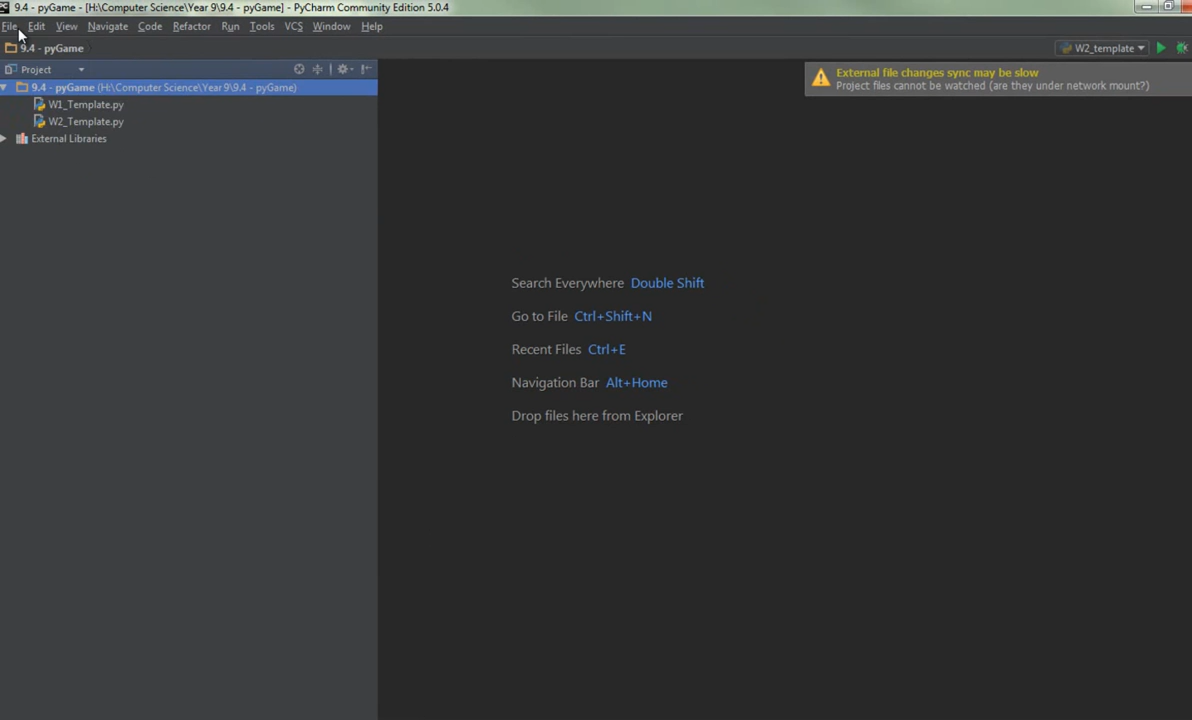 PC 9.4 - pyGame - [H:\Computer Science\Year 9\9.4 - pyGame] - PyCharm Community Edition 5.0.4
File Edit View Navigate Code Refactor Run Tools VCS Window Help
9.4 - pyGame W2_template
Project
External file changes sync may be slow
Project files cannot be watched (are they under network mount?)
9.4 - pyGame (H:\Computer Science\Year 9\9.4 - pyGame)
W1_Template.py
W2_Template.py
External Libraries
Search Everywhere Double Shift
Go to File Ctrl+Shift+N
Recent Files Ctrl+E
Navigation Bar Alt+Home
Drop files here from Explorer